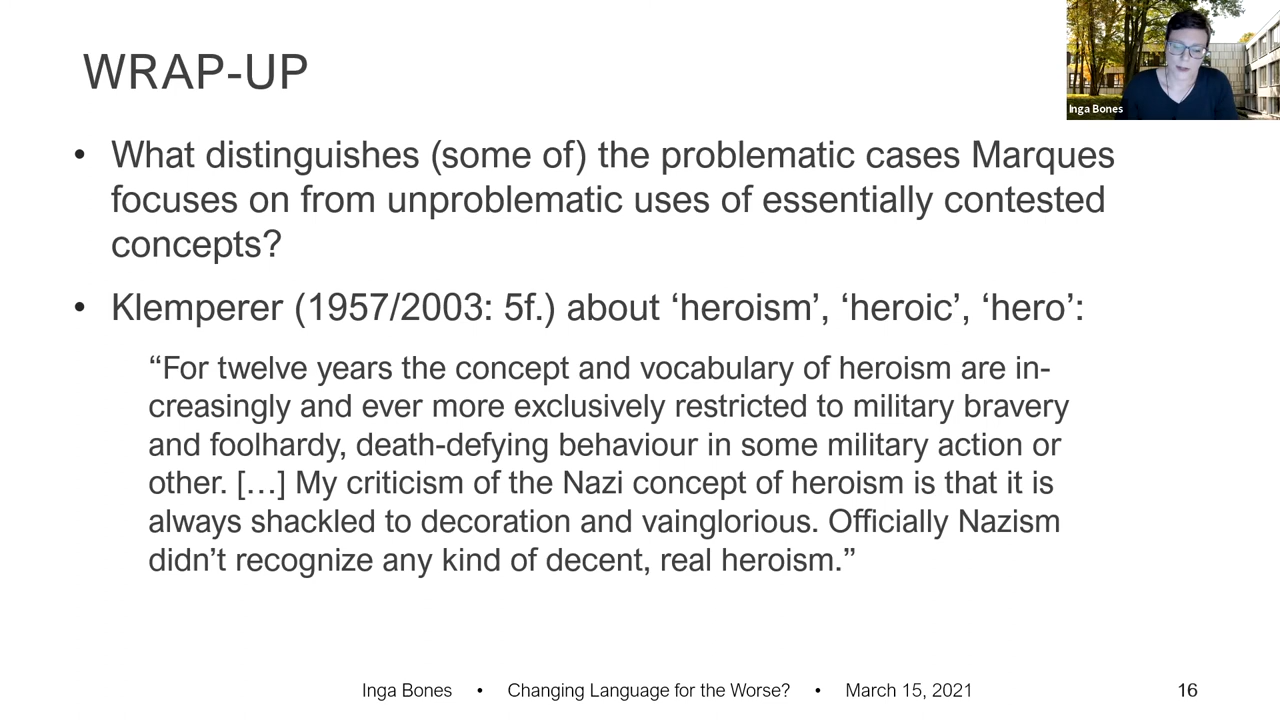 WRAP-UP
Inga Bones
• What distinguishes (some of) the problematic cases Marques
focuses on from unproblematic uses of essentially contested
concepts?
• Klemperer (1957/2003: 5f.) about ‘heroism’, ‘heroic’, ‘hero’:
“For twelve years the concept and vocabulary of heroism are in-
creasingly and ever more exclusively restricted to military bravery
and foolhardy, death-defying behaviour in some military action or
other. […] My criticism of the Nazi concept of heroism is that it is
always shackled to decoration and vainglorious. Officially Nazism
didn’t recognize any kind of decent, real heroism.”
Inga Bones • Changing Language for the Worse? • March 15, 2021 16